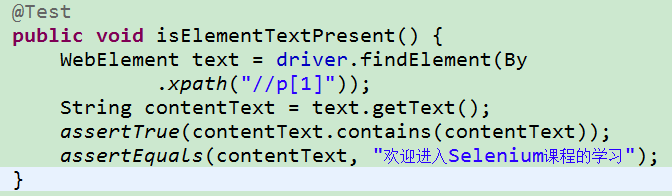 @Test
public void isElementTextPresent() {
WebElement text = driver.findElement(By
.xpath("//p[1]"));
String contentText = text.getText();
assertTrue(contentText.contains(contentText));
assertEquals(contentText, "欢迎进入Selenium课程的学习");
}